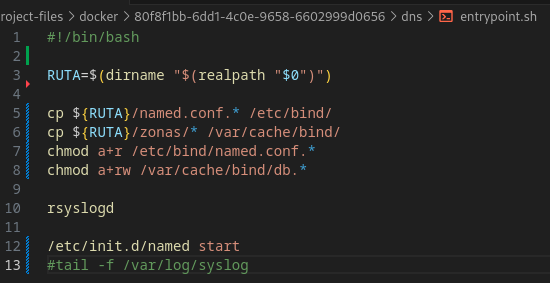 roject-files > docker > 80f8f1bb-6dd1-4c0e-9658-6602999d0656 > dns > entrypoint.sh
1 #!/bin/bash
2
3 RUTA=$(dirname "$(realpath "$0")")
4
5 cp ${RUTA}/named.conf.* /etc/bind/
6 cp ${RUTA}/zonas/* /var/cache/bind/
7 chmod a+r /etc/bind/named.conf.*
8 chmod a+rw /var/cache/bind/db.*
9
10 rsyslogd
11
12 /etc/init.d/named start
13 #tail -f /var/log/syslog